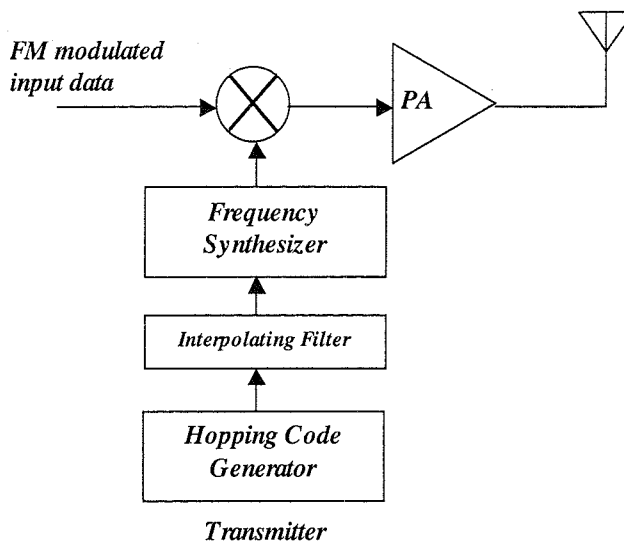 FM modulated
input data
PA
Frequency
Synthesizer
Interpolating Filter
Hopping Code
Generator
Transmitter